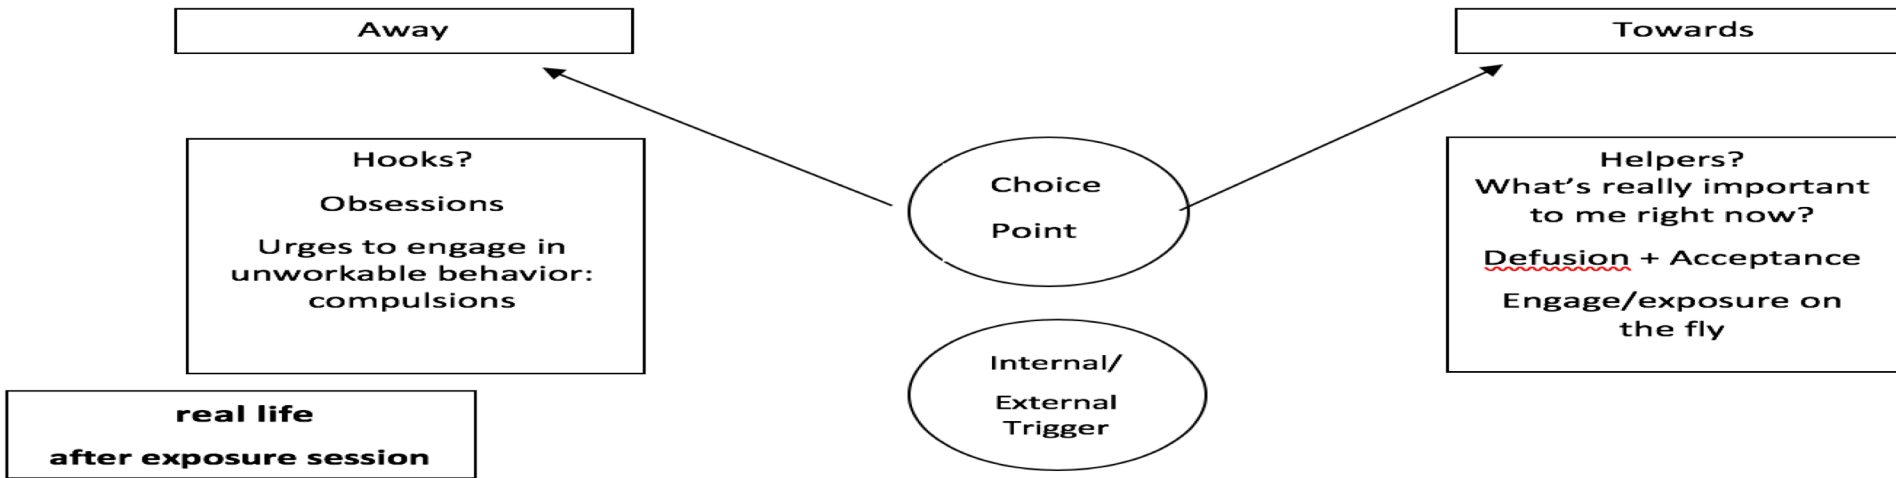 Away
Towards
Hooks?
Obsessions
Urges to engage in
unworkable behavior:
compulsions
Choice
Point
Helpers?
What's really important
to me right now?
Defusion + Acceptance
Engage/exposure on
the fly
Internal/
External
Trigger
real life
after exposure session